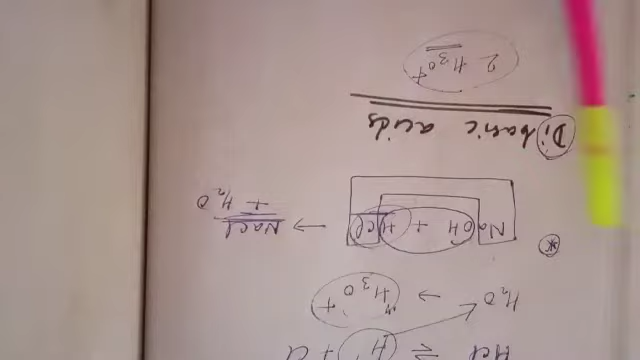 HCl ⇌ H⁺ + Cl
H₂O → H₃O⁺
* NaOH + HCl → NaCl + H₂O
Dibasic acids
2 H₃O⁺